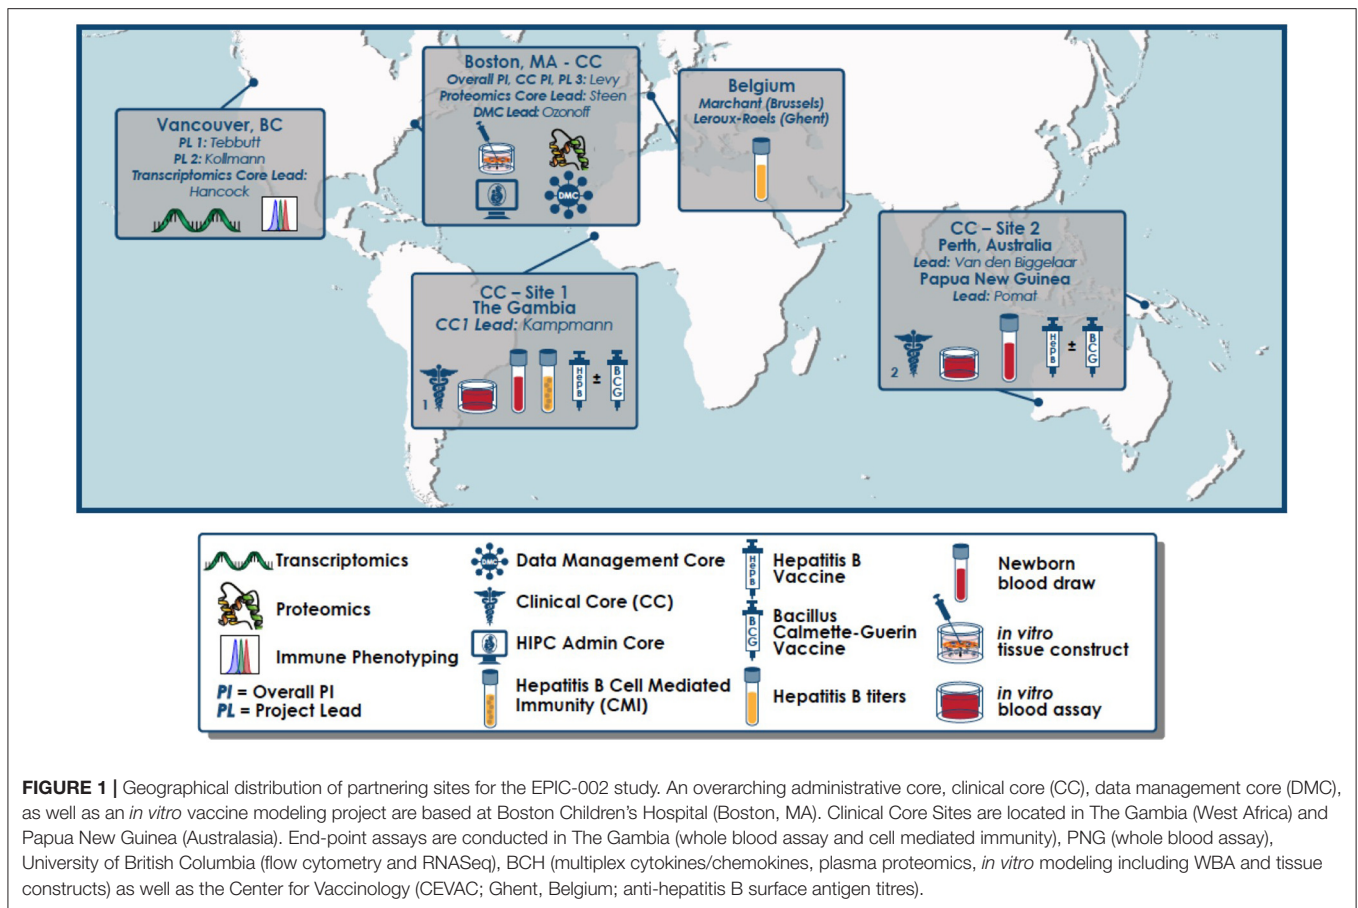 Boston, MA - CC
Overall PI, CC PI, PL 3: Levy
Proteomics Core Lead: Steen
DMC Lead: Ozonoff
DMC
Belgium
Marchant (Brussels)
Leroux-Roels (Ghent)
Vancouver, BC
PL 1: Tebbutt
PL 2: Kollmann
Transcriptomics Core Lead:
Hancock
CC – Site 2
Perth, Australia
Lead: Van den Biggelaar
Papua New Guinea
Lead: Pomat
2
HePB
±
BCG
CC – Site 1
The Gambia
CC1 Lead: Kampmann
1
HePB
±
BCG
Transcriptomics
Proteomics
Immune Phenotyping
PI = Overall PI
PL = Project Lead
DMC
Data Management Core
Clinical Core (CC)
HIPC Admin Core
Hepatitis B Cell Mediated
Immunity (CMI)
HePB
Hepatitis B
Vaccine
BCG
Bacillus
Calmette-Guerin
Vaccine
Hepatitis B titers
Newborn
blood draw
in vitro
tissue construct
in vitro
blood assay
FIGURE 1 | Geographical distribution of partnering sites for the EPIC-002 study. An overarching administrative core, clinical core (CC), data management core (DMC),
as well as an in vitro vaccine modeling project are based at Boston Children's Hospital (Boston, MA). Clinical Core Sites are located in The Gambia (West Africa) and
Papua New Guinea (Australasia). End-point assays are conducted in The Gambia (whole blood assay and cell mediated immunity), PNG (whole blood assay),
University of British Columbia (flow cytometry and RNASeq), BCH (multiplex cytokines/chemokines, plasma proteomics, in vitro modeling including WBA and tissue
constructs) as well as the Center for Vaccinology (CEVAC; Ghent, Belgium; anti-hepatitis B surface antigen titres).